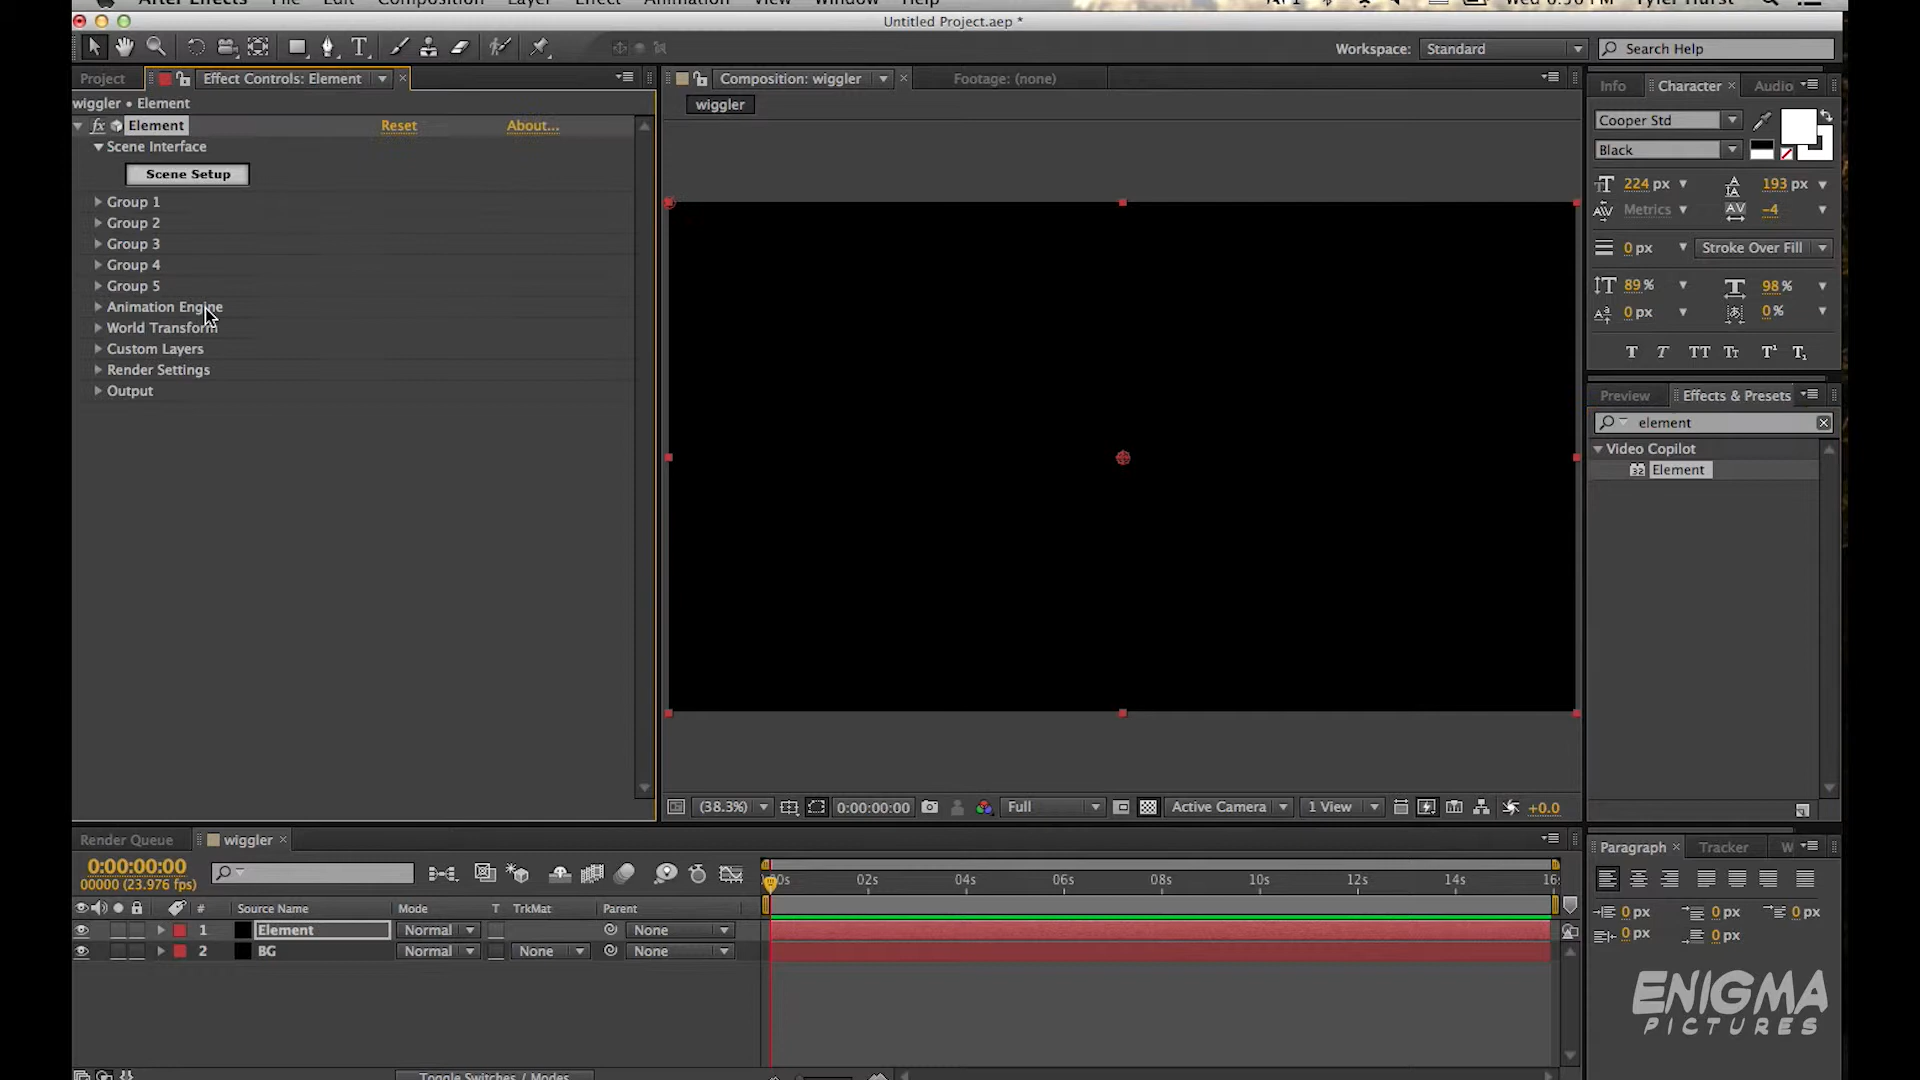 After Effects File Edit Composition Layer Effect Animation View Window Help Wed 6:56 PM Tyler Hurst
Untitled Project.aep *
Workspace: Standard Search Help
Project Effect Controls: Element × Composition: wiggler × Footage: (none) Info Character × Audio
wiggler • Element wiggler
fx Element Reset About... Cooper Std
Scene Interface Black
Scene Setup 224 px 193 px
Group 1 Metrics -4
Group 2 0 px Stroke Over Fill
Group 3 89 % 98 %
Group 4 0 px 0 %
Group 5 T T TT Tr T¹ T₁
Animation Engine
World Transform
Custom Layers
Render Settings
Output
Preview Effects & Presets
element
Video Copilot
32 Element
(38.3%) 0:00:00:00 Full Active Camera 1 View +0.0
Render Queue wiggler × Paragraph × Tracker W
0:00:00:00
00000 (23.976 fps) 00s 02s 04s 06s 08s 10s 12s 14s 16s
# Source Name Mode T TrkMat Parent 0 px 0 px 0 px
1 Element Normal None 0 px 0 px
2 BG Normal None None
ENIGMA
PICTURES
Toggle Switches / Modes